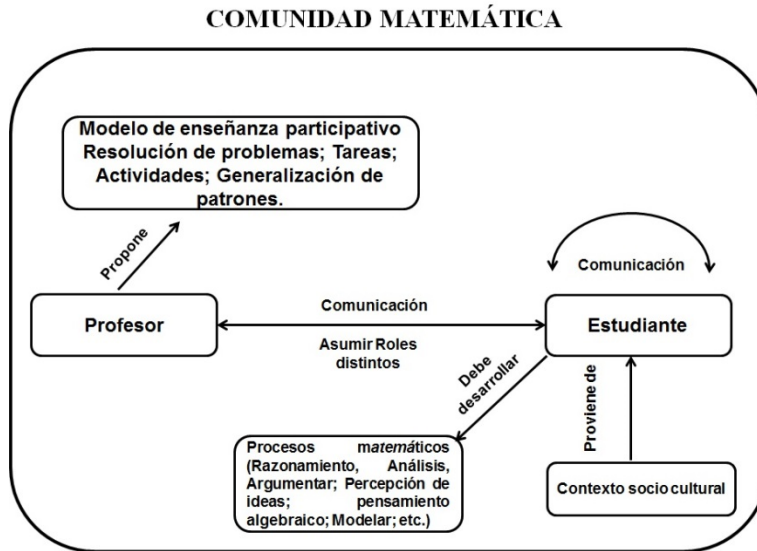 COMUNIDAD MATEMÁTICA
Modelo de enseñanza participativo
Resolución de problemas; Tareas;
Actividades; Generalización de
patrones.
Propone
Comunicación
Profesor
Comunicación
Estudiante
Asumir Roles
distintos
Debe
desarrollar
Proviene de
Procesos matemáticos
(Razonamiento, Análisis,
Argumentar; Percepción de
ideas; pensamiento
algebraico; Modelar; etc.)
Contexto socio cultural